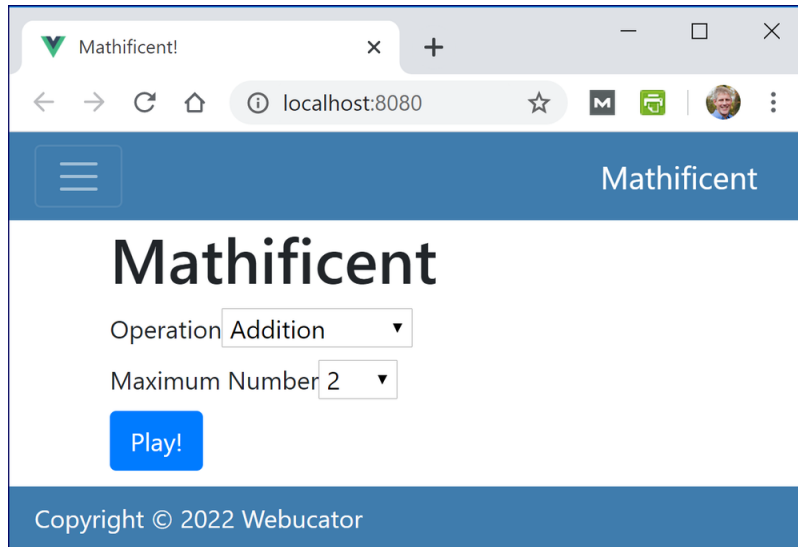 Mathificent!
localhost:8080
Mathificent
Mathificent
Operation Addition
Maximum Number 2
Play!
Copyright © 2022 Webucator